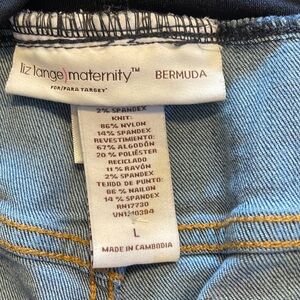 liz lange) maternity™ BERMUDA
FOR/PARA TARGET®
2% SPANDEX
KNIT:
86% NYLON
14% SPANDEX
REVESTIMIENTO:
67% ALGODÓN
20% POLIÉSTER
RECICLADO
11% RAYÓN
2% SPANDEX
TEJIDO DE PUNTO:
86% NAILON
14% SPANDEX
RN17730
L
MADE IN CAMBODIA